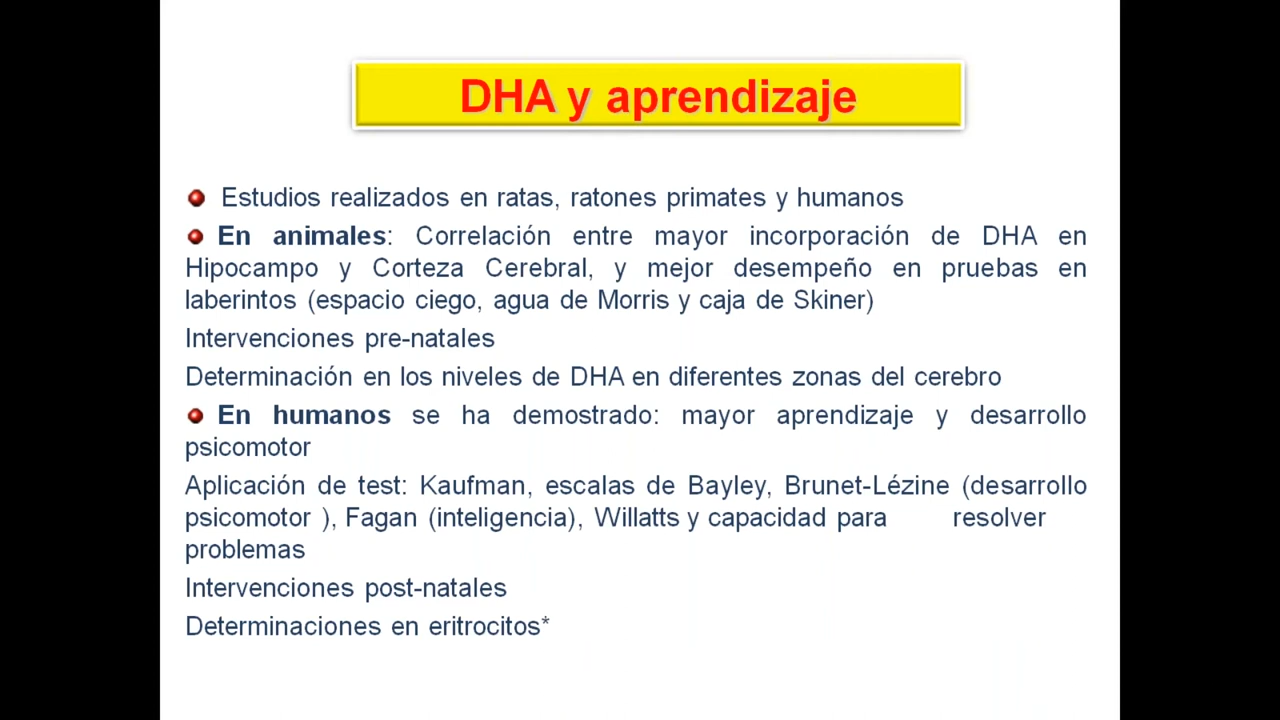 DHA y aprendizaje
Estudios realizados en ratas, ratones primates y humanos
En animales: Correlación entre mayor incorporación de DHA en
Hipocampo y Corteza Cerebral, y mejor desempeño en pruebas en
laberintos (espacio ciego, agua de Morris y caja de Skiner)
Intervenciones pre-natales
Determinación en los niveles de DHA en diferentes zonas del cerebro
En humanos se ha demostrado: mayor aprendizaje y desarrollo
psicomotor
Aplicación de test: Kaufman, escalas de Bayley, Brunet-Lézine (desarrollo
psicomotor ), Fagan (inteligencia), Willatts y capacidad para resolver
problemas
Intervenciones post-natales
Determinaciones en eritrocitos*